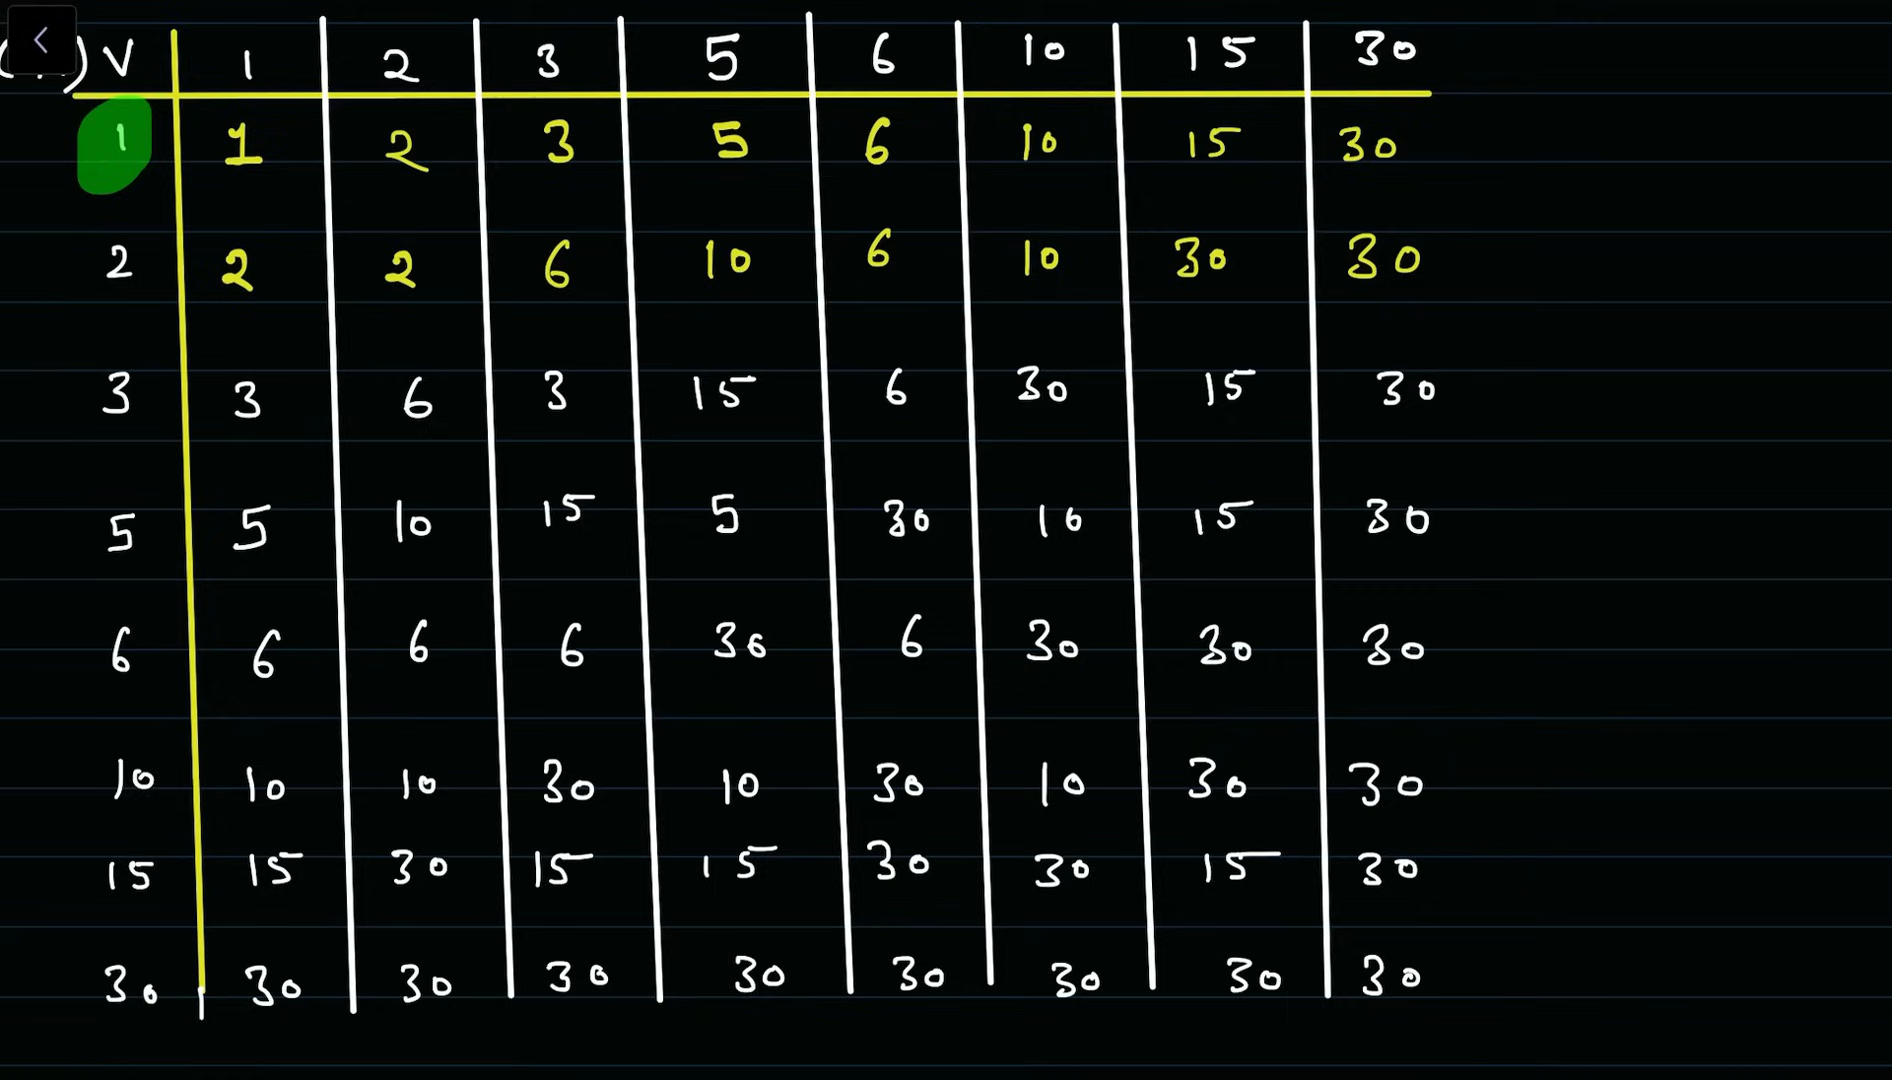 ) V 1 2 3 5 6 10 15 30
1 1 2 3 5 6 10 15 30
2 2 2 6 10 6 10 30 30
3 3 6 3 15 6 30 15 30
5 5 10 15 5 30 10 15 30
6 6 6 6 30 6 30 30 30
10 10 10 30 10 30 10 30 30
15 15 30 15 15 30 30 15 30
30 30 30 30 30 30 30 30 30